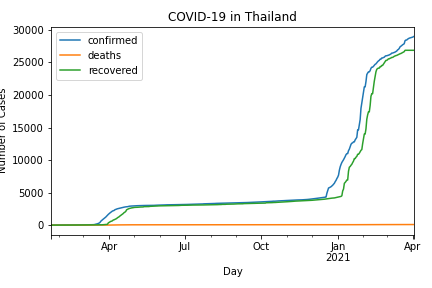 COVID-19 in Thailand
confirmed
deaths
recovered
30000
25000
20000
15000
10000
5000
0
Number of Cases
Apr
Jul
Oct
Jan
2021
Apr
Day